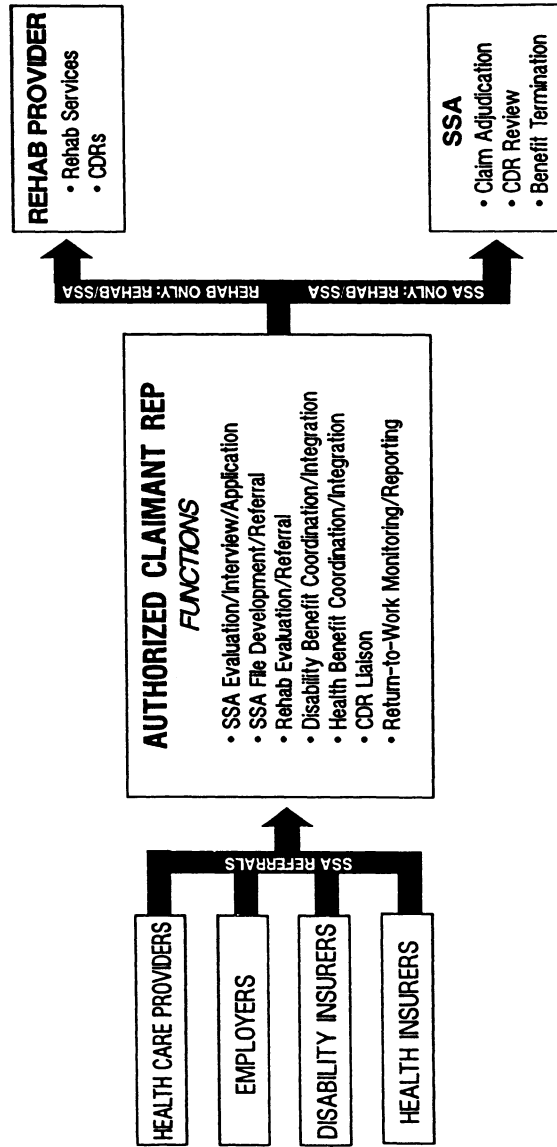 HEALTH CARE PROVIDERS
EMPLOYERS
DISABILITY INSURERS
HEALTH INSURERS
SSA REFERRALS
AUTHORIZED CLAIMANT REP
FUNCTIONS
• SSA Evaluation/Interview/Application
• SSA File Development/Referral
• Rehab Evaluation/Referral
• Disability Benefit Coordination/Integration
• Health Benefit Coordination/Integration
• CDR Liaison
• Return-to-Work Monitoring/Reporting
REHAB ONLY: REHAB/SSA
SSA ONLY: REHAB/SSA
REHAB PROVIDER
• Rehab Services
• CDRs
SSA
• Claim Adjudication
• CDR Review
• Benefit Termination